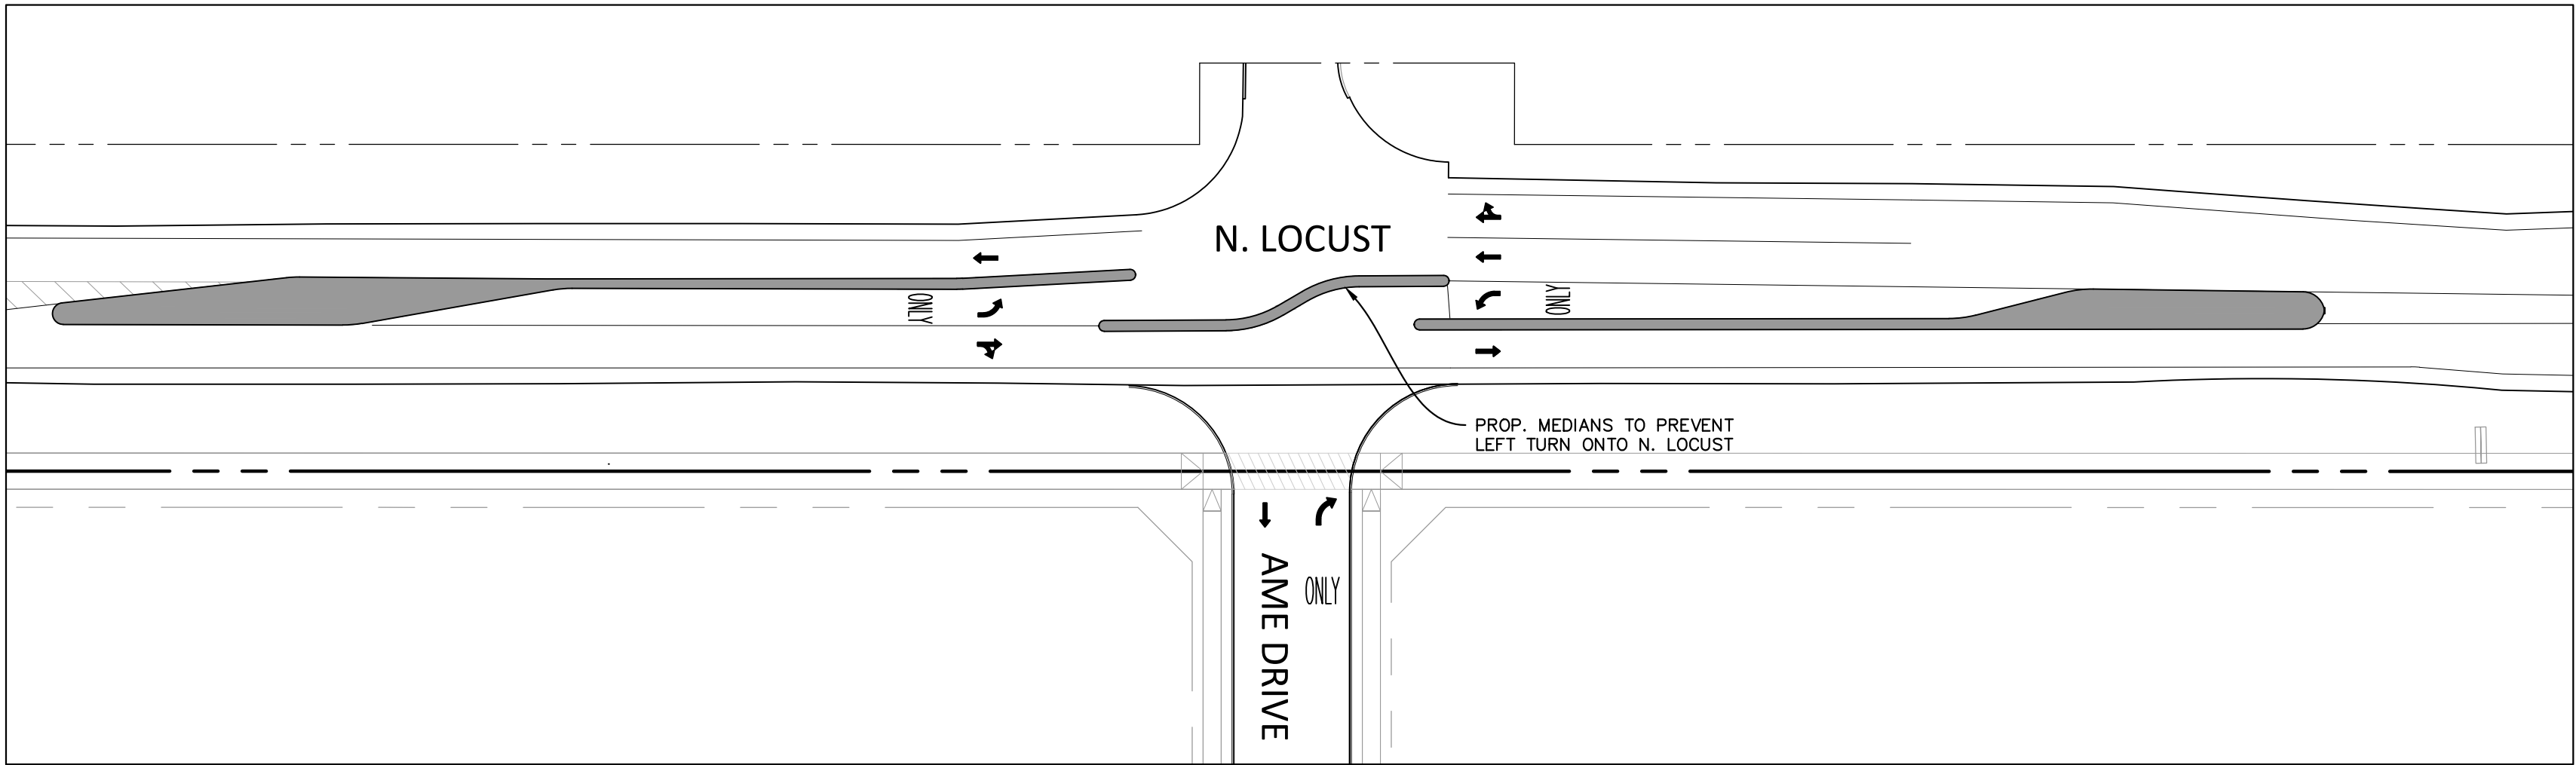 N. LOCUST
ONLY
ONLY
PROP. MEDIANS TO PREVENT
LEFT TURN ONTO N. LOCUST
AME DRIVE
ONLY